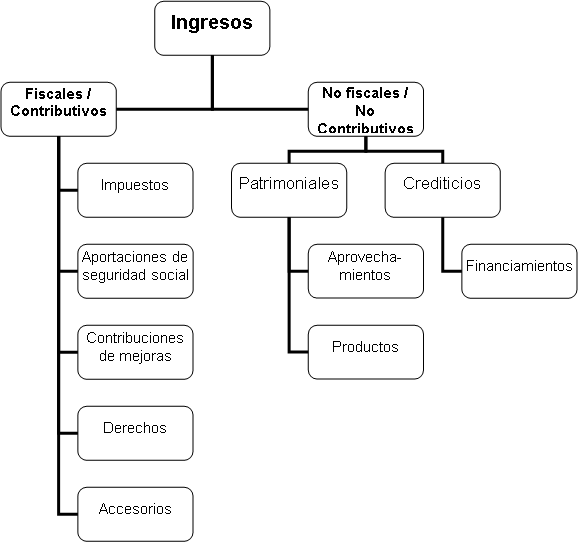 Ingresos
Fiscales /
Contributivos
No fiscales /
No
Contributivos
Impuestos
Patrimoniales
Crediticios
Aportaciones de
seguridad social
Aprovecha-
mientos
Financiamientos
Contribuciones
de mejoras
Productos
Derechos
Accesorios